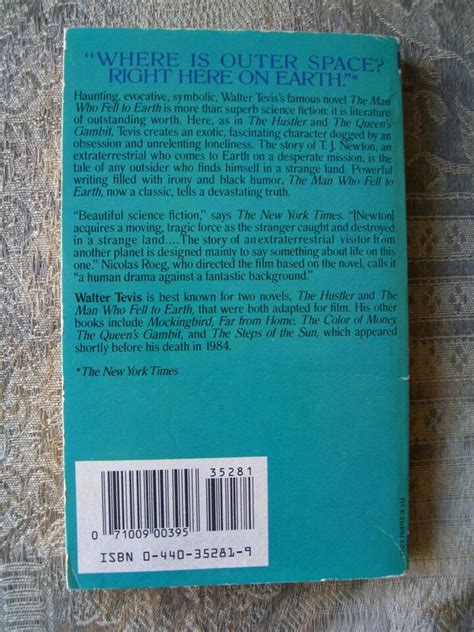 "WHERE IS OUTER SPACE?
RIGHT HERE ON EARTH."*
Haunting, evocative, symbolic, Walter Tevis's famous novel The Man
Who Fell to Earth is more than superb science fiction: it is literature
of outstanding worth. Here, as in The Hustler and The Queen's
Gambit, Tevis creates an exotic, fascinating character dogged by an
obsession and unrelenting loneliness. The story of T. J. Newton, an
extraterrestrial who comes to Earth on a desperate mission, is the
tale of any outsider who finds himself in a strange land. Powerful
writing filled with irony and black humor, The Man Who Fell to
Earth, now a classic, tells a devastating truth.
"Beautiful science fiction," says The New York Times. "[Newton]
acquires a moving, tragic force as the stranger caught and destroyed
in a strange land....The story of an extraterrestrial visitor from
another planet is designed mainly to say something about life on this
one." Nicolas Roeg, who directed the film based on the novel, calls it
"a human drama against a fantastic background."
Walter Tevis is best known for two novels, The Hustler and The
Man Who Fell to Earth, that were both adapted for film. His other
books include Mockingbird, Far from Home, The Color of Money,
The Queen's Gambit, and The Steps of the Sun, which appeared
shortly before his death in 1984.
*The New York Times
35281
0 71009 00395
ISBN 0-440-35281-9
PRINTED IN USA